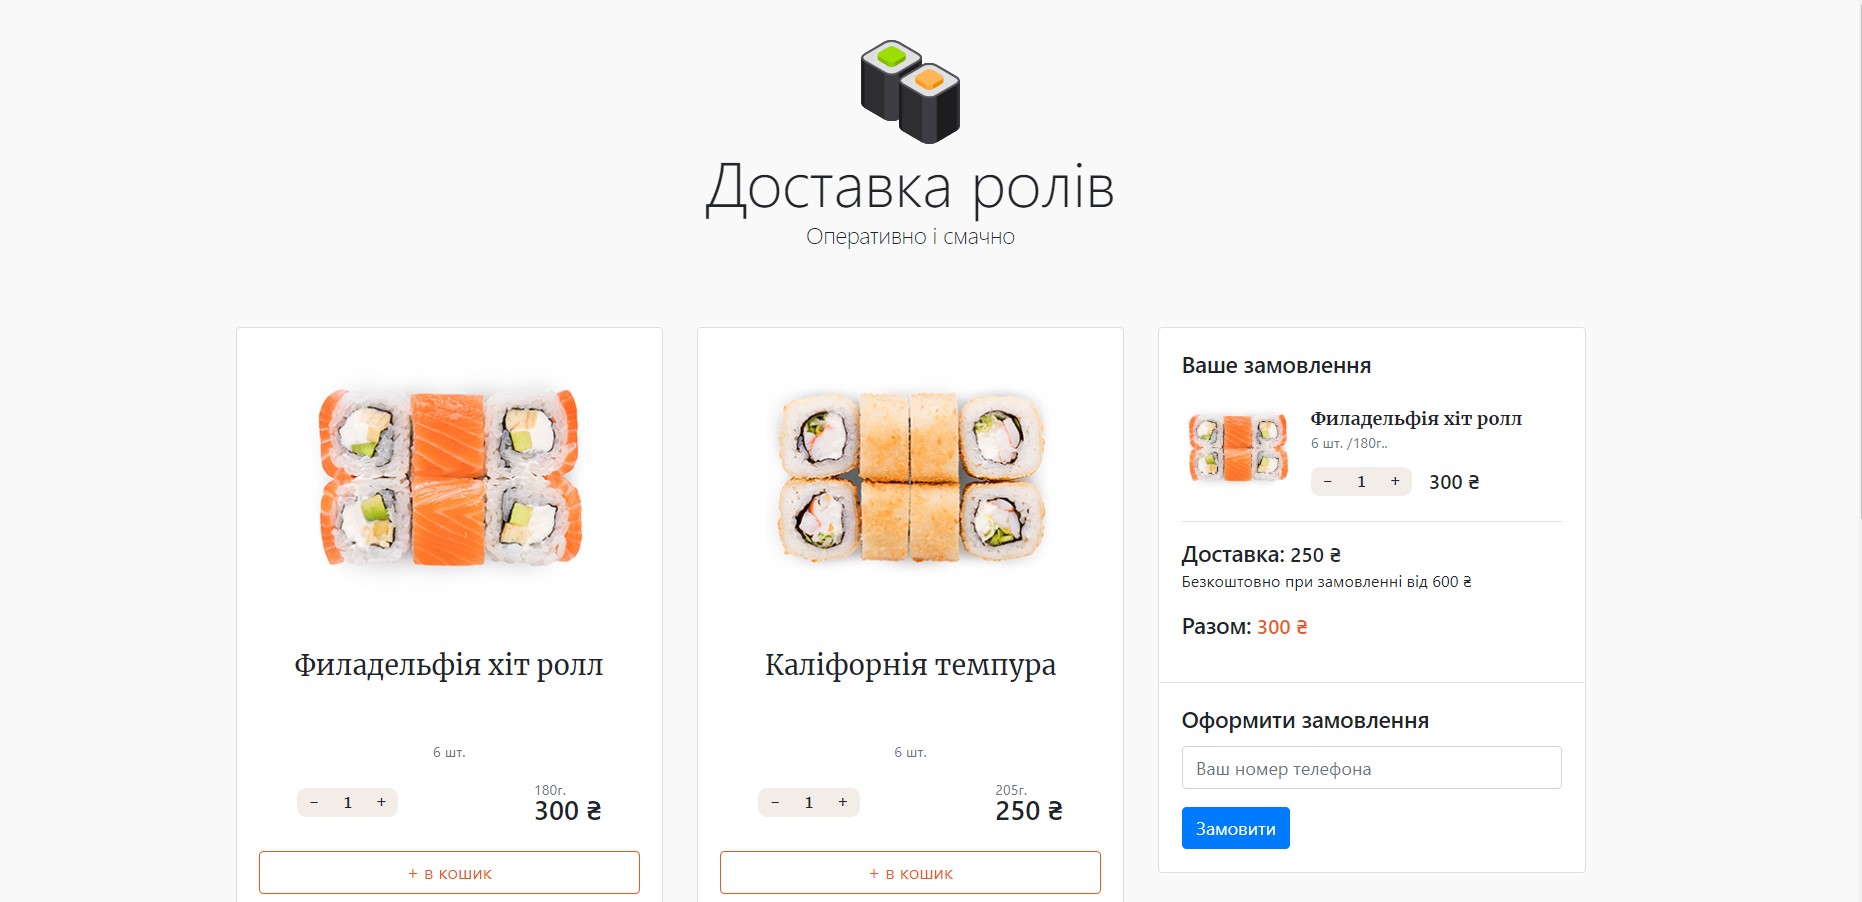 Доставка ролів
Оперативно і смачно
Филадельфія хіт ролл
6 шт.
- 1 +
180г.
300 ₴
+ В КОШИК
Каліфорнія темпура
6 шт.
- 1 +
205г.
250 ₴
+ В КОШИК
Ваше замовлення
Филадельфія хіт ролл
6 шт. /180г..
- 1 + 300 ₴
Доставка: 250 ₴
Безкоштовно при замовленні від 600 ₴
Разом: 300 ₴
Оформити замовлення
Ваш номер телефона
Замовити